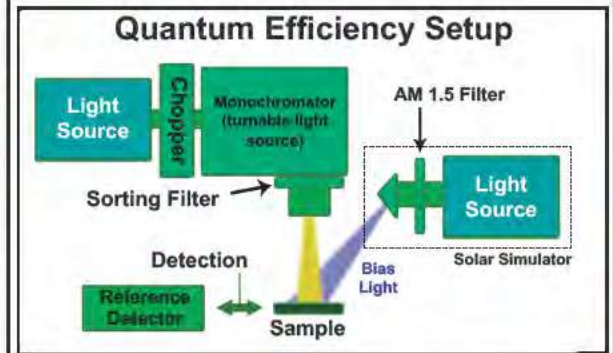 Quantum Efficiency Setup
Light
Source
Chopper
Monochromator
(turnable light
source)
AM 1.5 Filter
Sorting Filter
Light
Source
Solar Simulator
Bias
Light
Detection
Reference
Detector
Sample